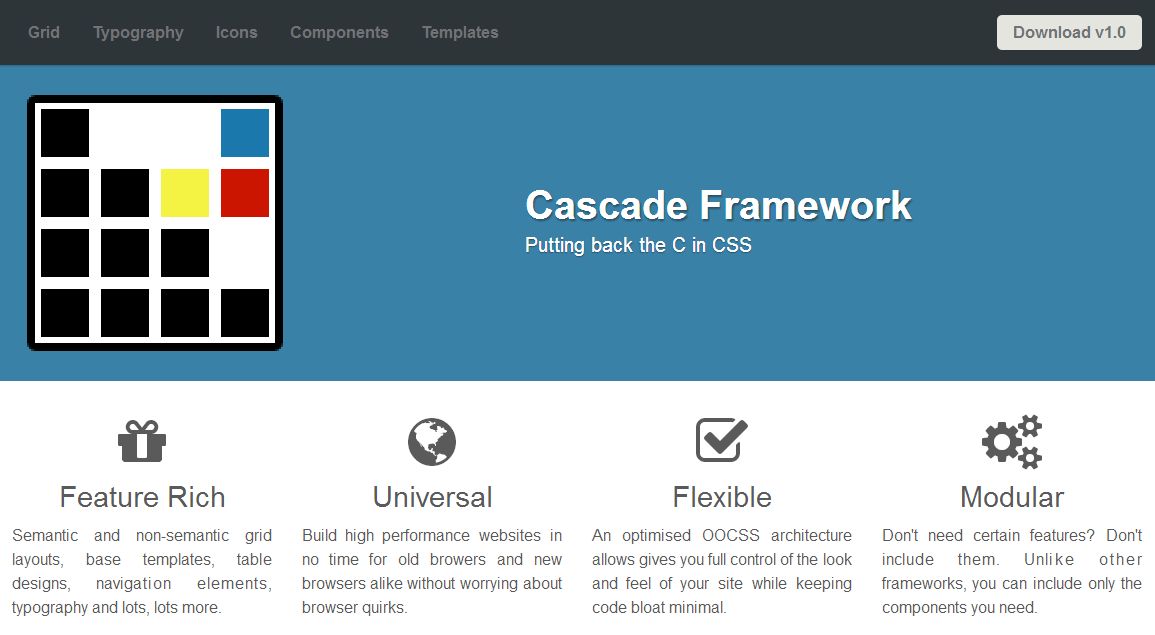 Grid Typography Icons Components Templates Download v1.0
Cascade Framework
Putting back the C in CSS
Feature Rich
Semantic and non-semantic grid
layouts, base templates, table
designs, navigation elements,
typography and lots, lots more.
Universal
Build high performance websites in
no time for old browers and new
browsers alike without worrying about
browser quirks.
Flexible
An optimised OOCSS architecture
allows gives you full control of the look
and feel of your site while keeping
code bloat minimal.
Modular
Don't need certain features? Don't
include them. Unlike other
frameworks, you can include only the
components you need.